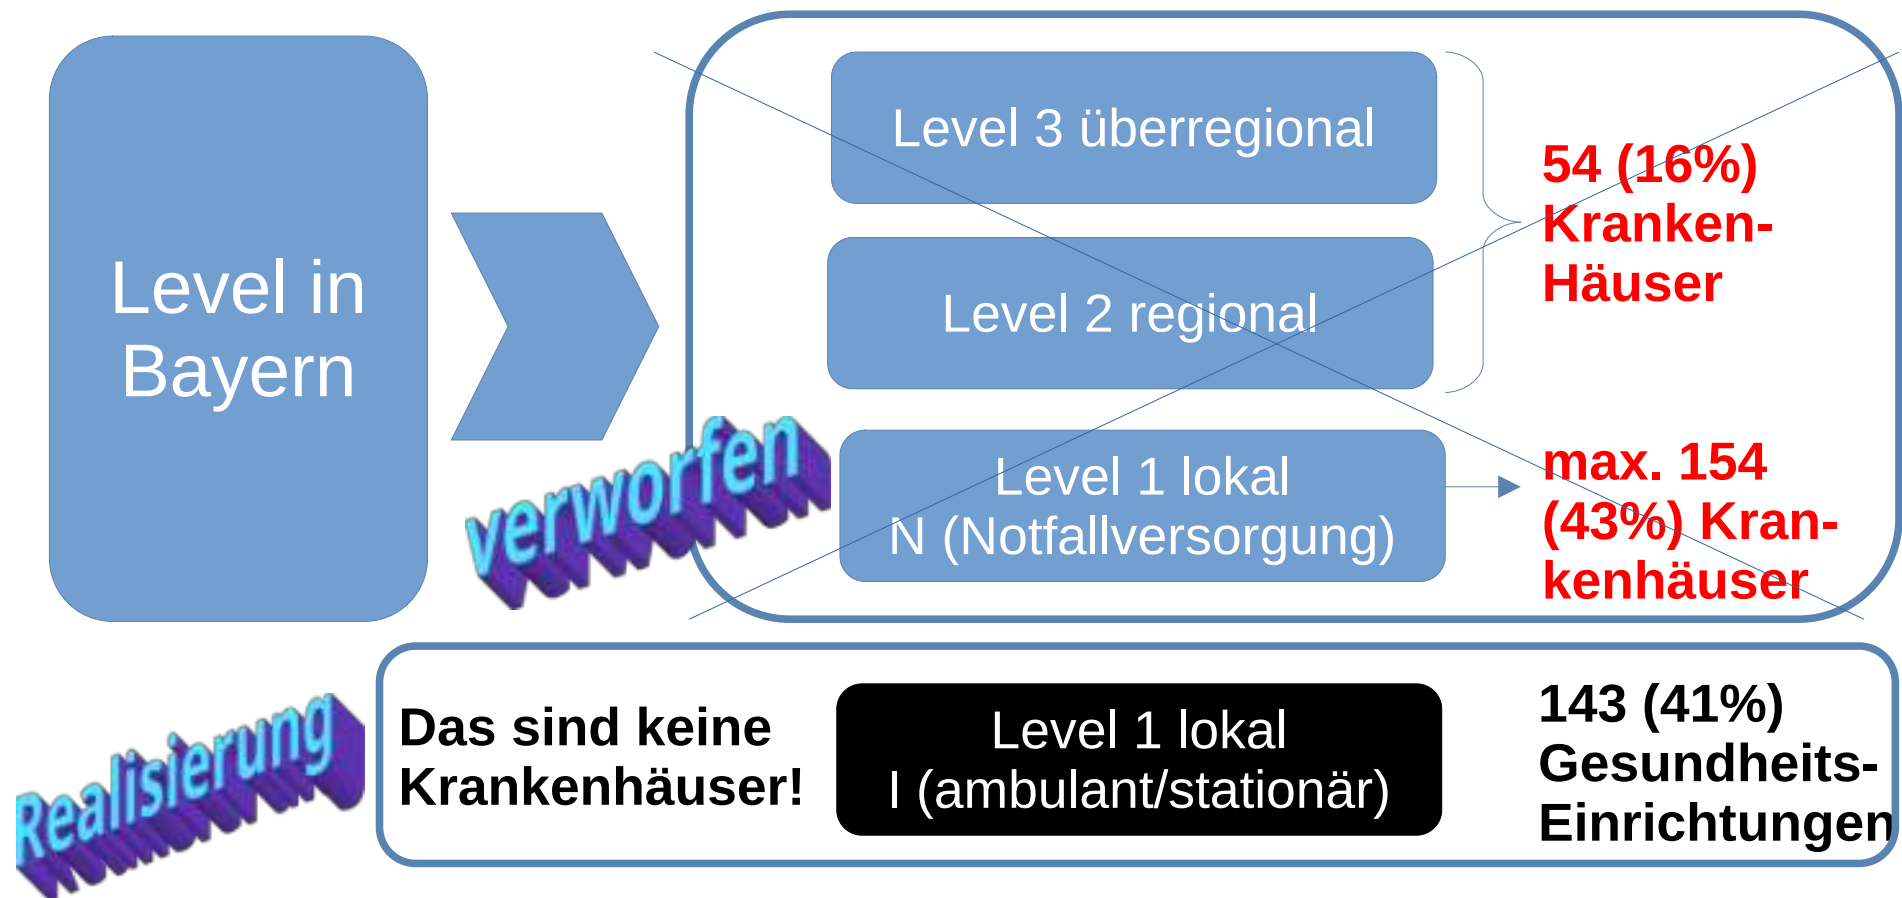 Level in
Bayern
Level 3 überregional
Level 2 regional
Level 1 lokal
N (Notfallversorgung)
54 (16%)
Kranken-
Häuser
max. 154
(43%) Kran-
kenhäuser
verworfen
Realisierung
Das sind keine
Krankenhäuser!
Level 1 lokal
I (ambulant/stationär)
143 (41%)
Gesundheits-
Einrichtungen